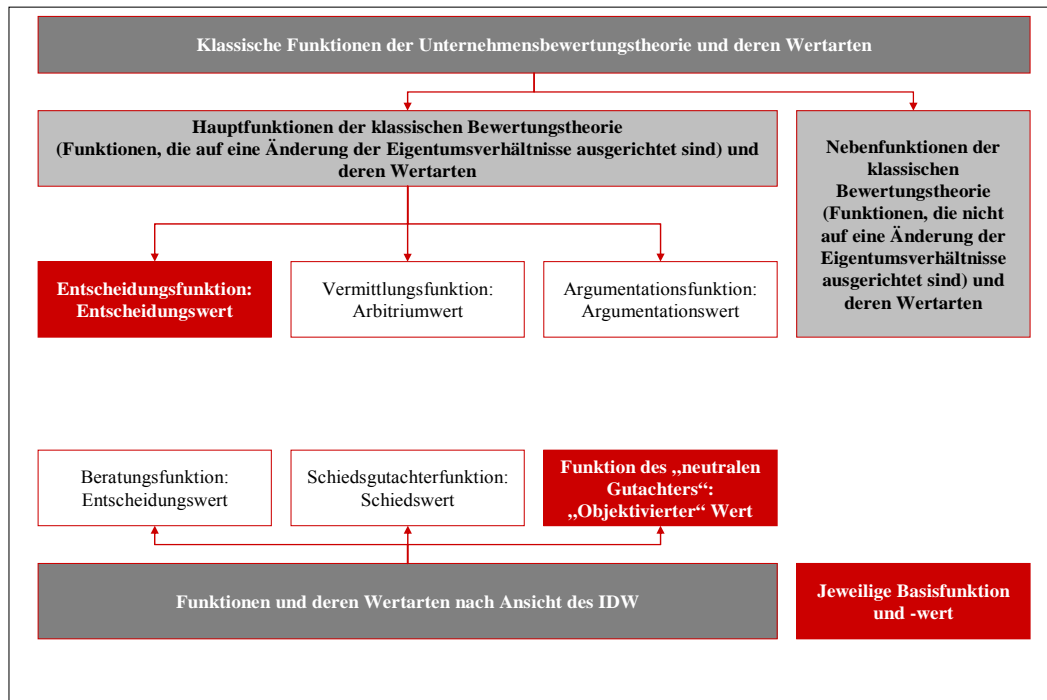 Klassische Funktionen der Unternehmensbewertungstheorie und deren Wertarten
Hauptfunktionen der klassischen Bewertungstheorie
(Funktionen, die auf eine Änderung der Eigentumsverhältnisse ausgerichtet sind) und
deren Wertarten
Nebenfunktionen der
klassischen
Bewertungstheorie
(Funktionen, die nicht
auf eine Änderung der
Eigentumsverhältnisse
ausgerichtet sind) und
deren Wertarten
Entscheidungsfunktion:
Entscheidungswert
Vermittlungsfunktion:
Arbitriumwert
Argumentationsfunktion:
Argumentationswert
Beratungsfunktion:
Entscheidungswert
Schiedsgutachterfunktion:
Schiedswert
Funktion des „neutralen
Gutachters“:
„Objektivierter“ Wert
Funktionen und deren Wertarten nach Ansicht des IDW
Jeweilige Basisfunktion
und -wert